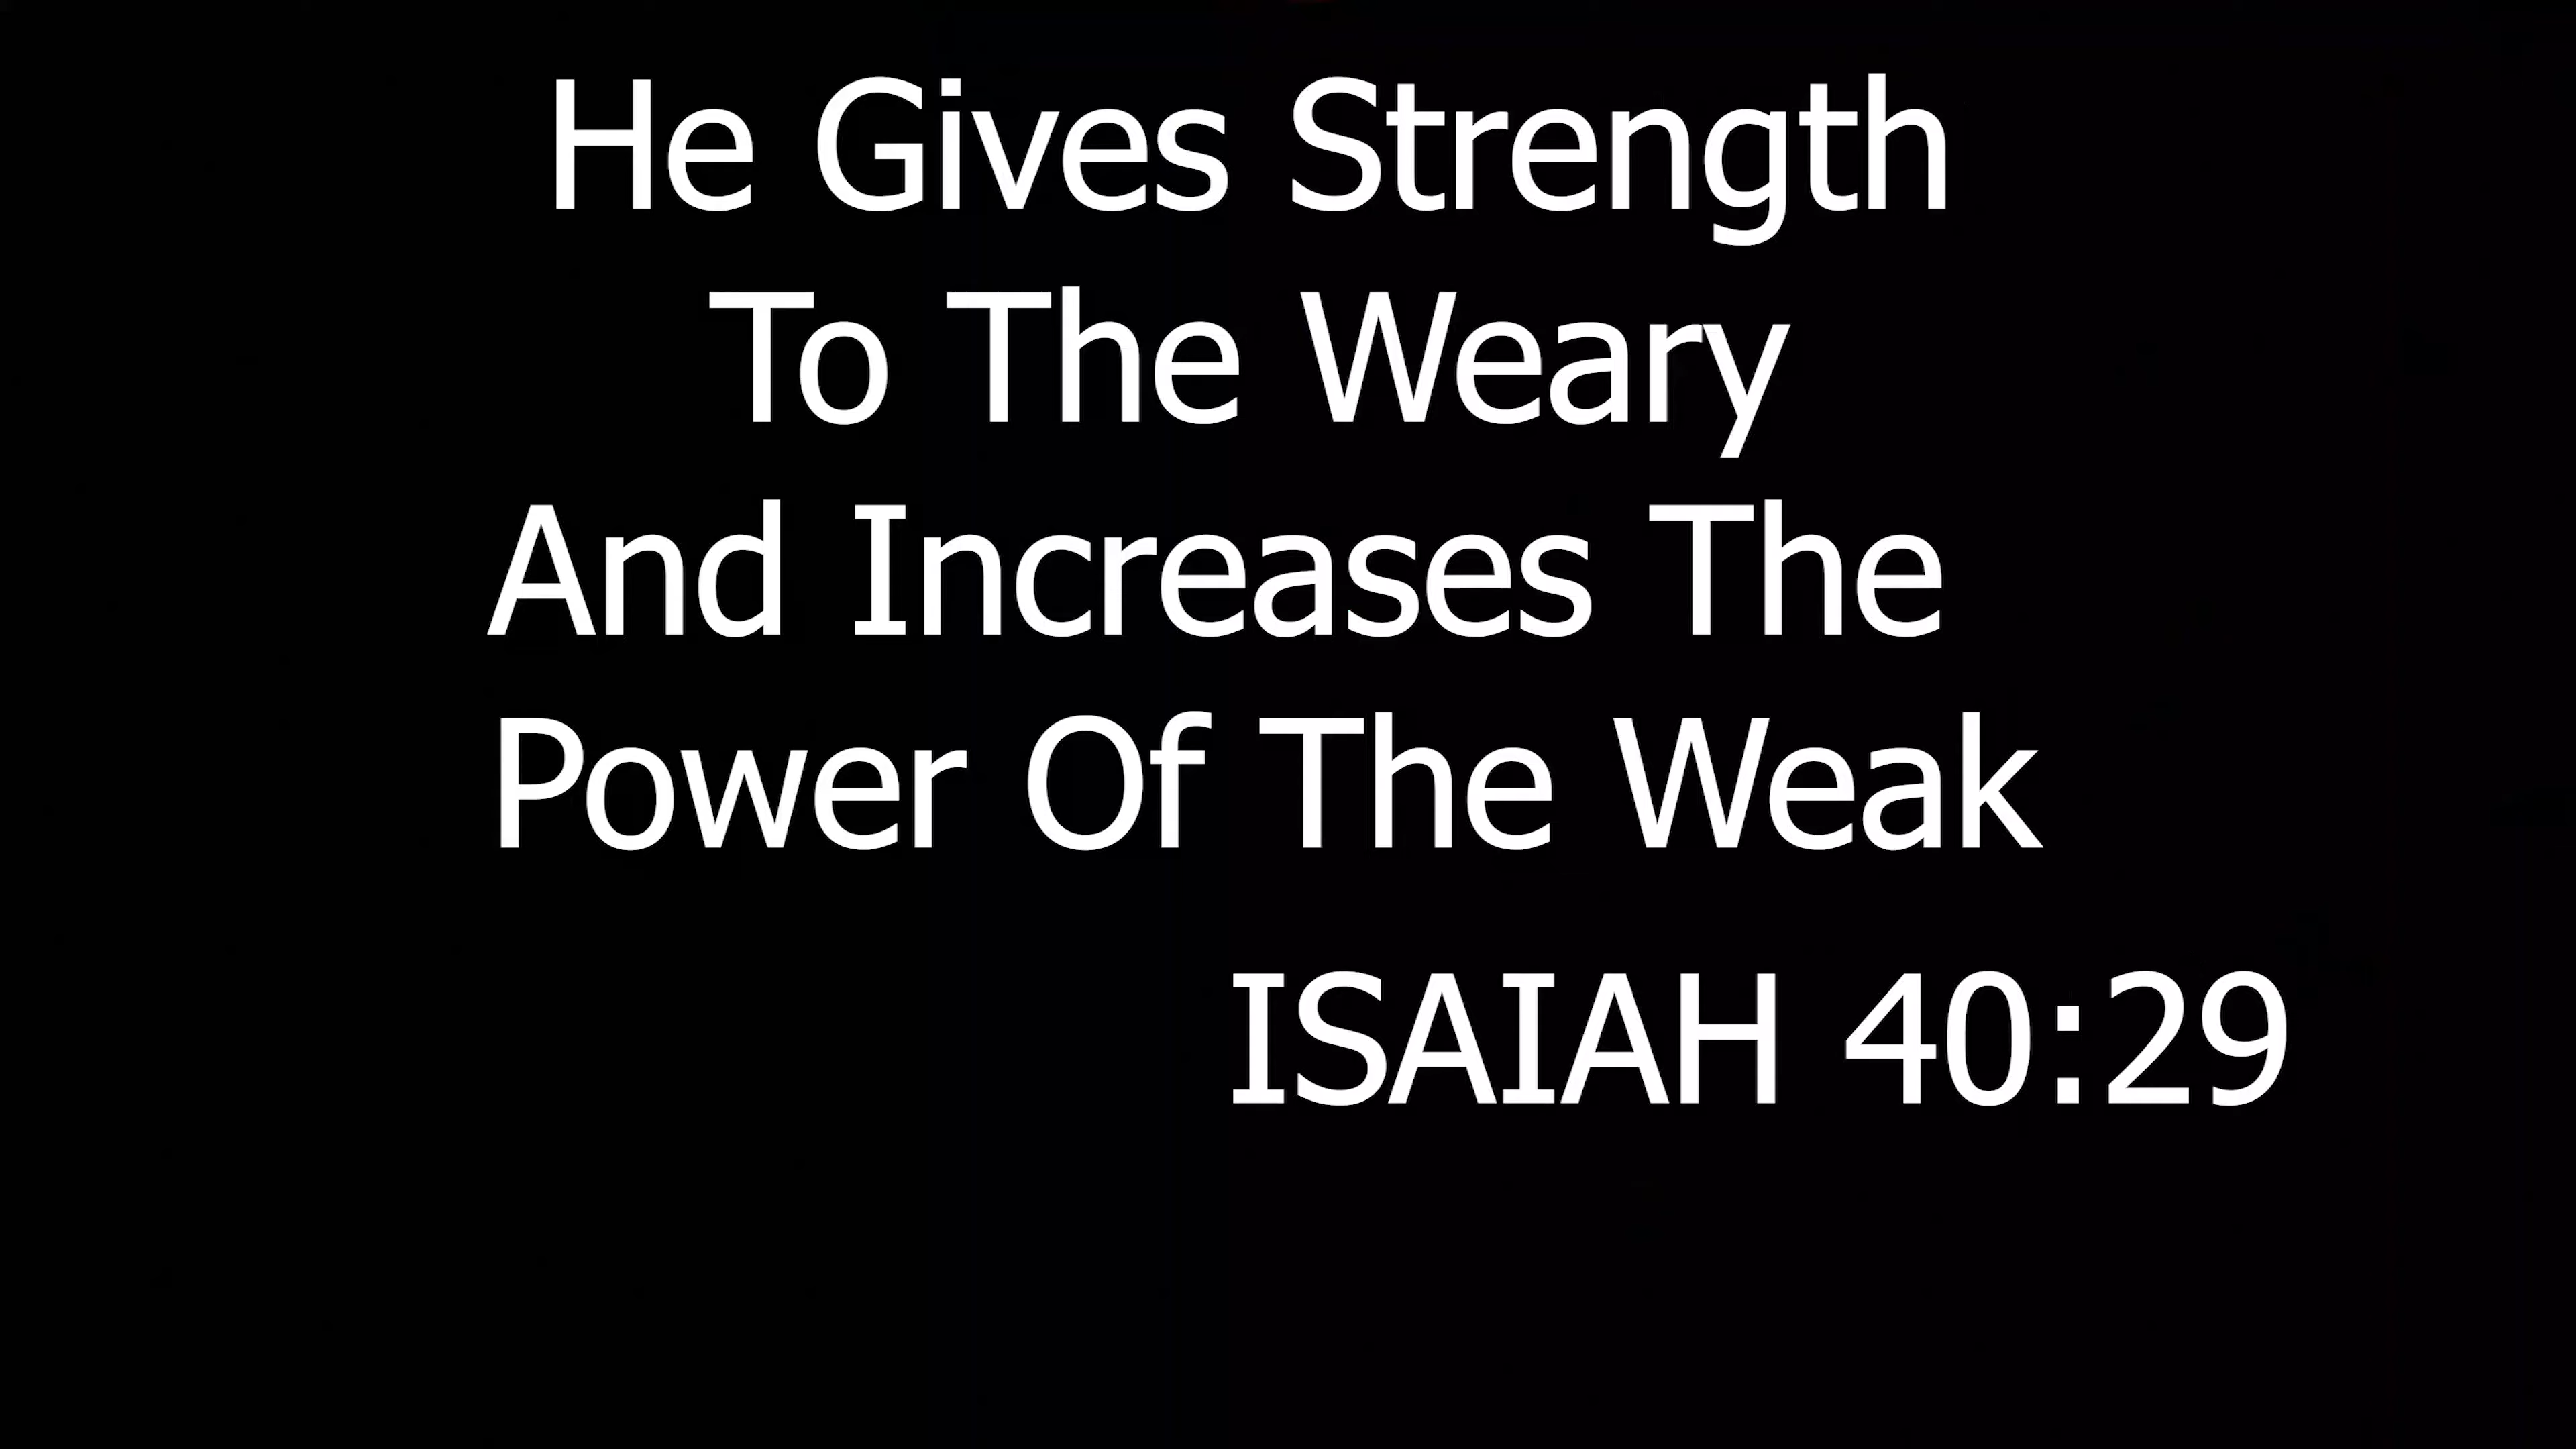 He Gives Strength
To The Weary
And Increases The
Power Of The Weak
ISAIAH 40:29